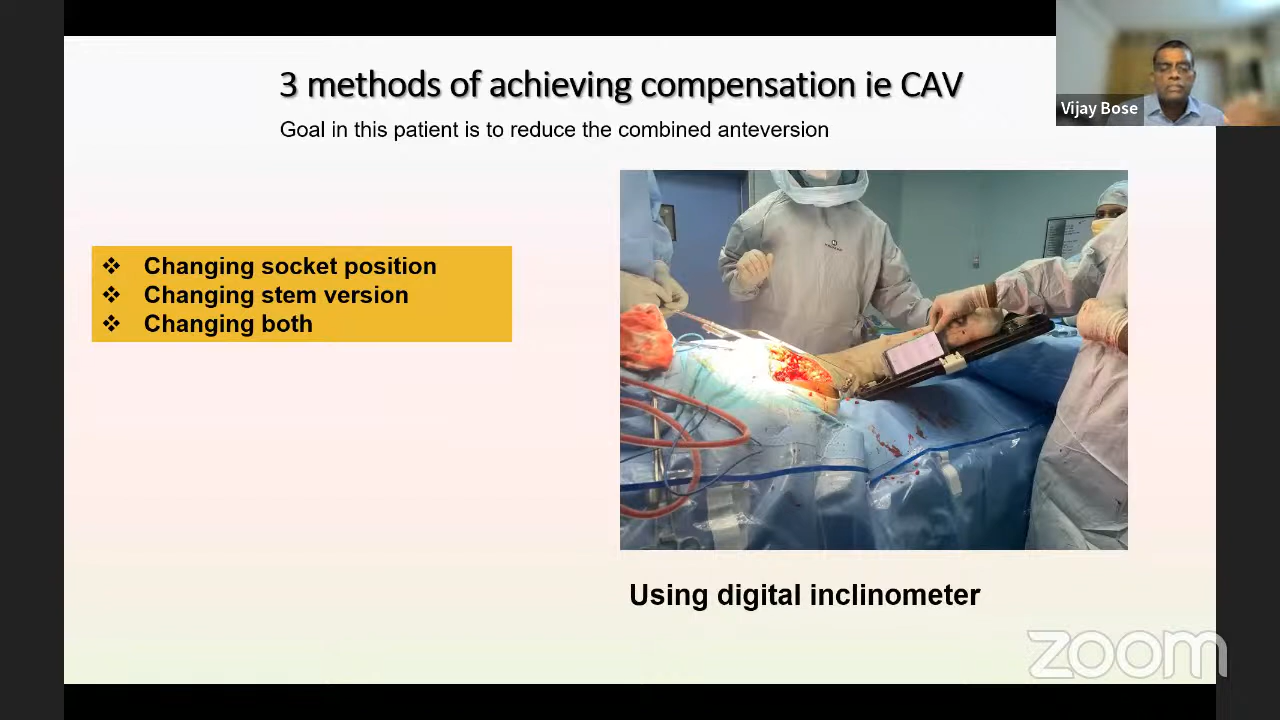 3 methods of achieving compensation ie CAV
Goal in this patient is to reduce the combined anteversion
Vijay Bose
❖ Changing socket position
❖ Changing stem version
❖ Changing both
Using digital inclinometer
zoom